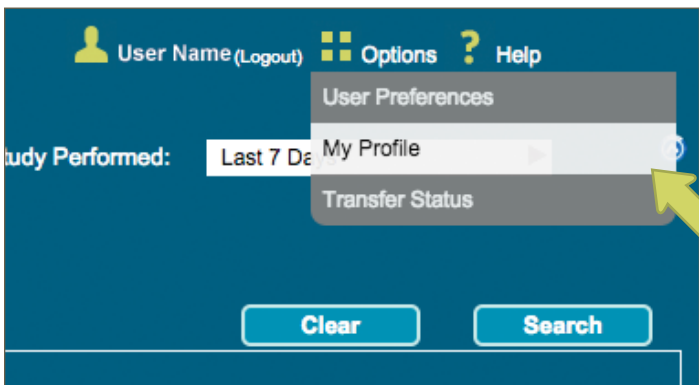 User Name (Logout) Options ? Help
User Preferences
tudy Performed: Last 7 Da My Profile
Transfer Status
Clear Search